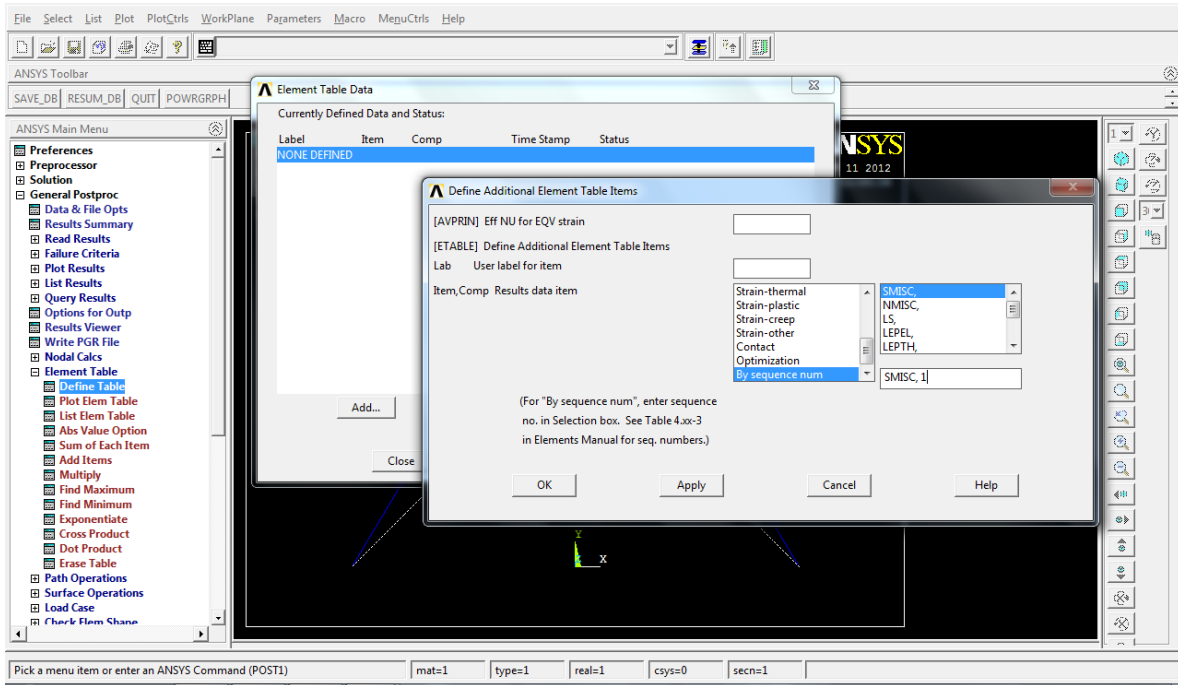 File Select List Plot PlotCtrls WorkPlane Parameters Macro MenuCtrls Help
ANSYS Toolbar
SAVE_DB RESUM_DB QUIT POWRGRPH
ANSYS Main Menu
Preferences
Preprocessor
Solution
General Postproc
Data & File Opts
Results Summary
Read Results
Failure Criteria
Plot Results
List Results
Query Results
Options for Outp
Results Viewer
Write PGR File
Nodal Calcs
Element Table
Define Table
Plot Elem Table
List Elem Table
Abs Value Option
Sum of Each Item
Add Items
Multiply
Find Maximum
Find Minimum
Exponentiate
Cross Product
Dot Product
Erase Table
Path Operations
Surface Operations
Load Case
Check Elem Shape
Element Table Data
Currently Defined Data and Status:
Label Item Comp Time Stamp Status
NONE DEFINED
Add...
Close
NSYS
11 2012
Define Additional Element Table Items
[AVPRIN] Eff NU for EQV strain
[ETABLE] Define Additional Element Table Items
Lab User label for item
Item,Comp Results data item
Strain-thermal
Strain-plastic
Strain-creep
Strain-other
Contact
Optimization
By sequence num
SMISC,
NMISC,
LS,
LEPEL,
LEPTH,
SMISC, 1
(For "By sequence num", enter sequence
no. in Selection box. See Table 4.xx-3
in Elements Manual for seq. numbers.)
OK Apply Cancel Help
Y
X
1
Pick a menu item or enter an ANSYS Command (POST1) mat=1 type=1 real=1 csys=0 secn=1